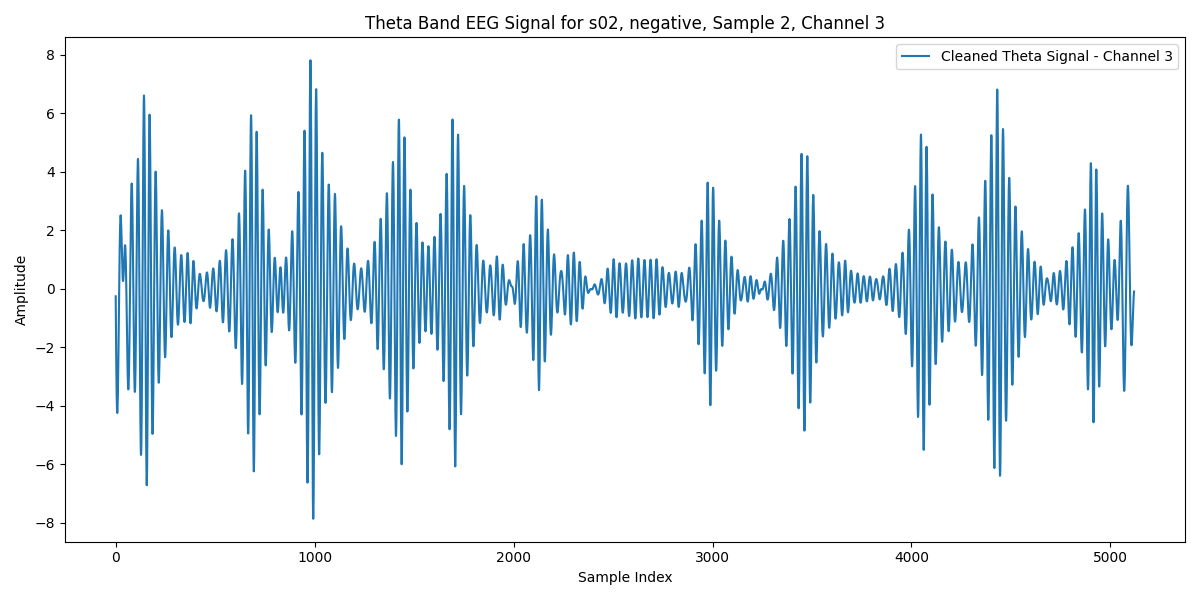 Theta Band EEG Signal for s02, negative, Sample 2, Channel 3
Cleaned Theta Signal - Channel 3
Amplitude
8
6
4
2
0
−2
−4
−6
−8
0 1000 2000 3000 4000 5000
Sample Index